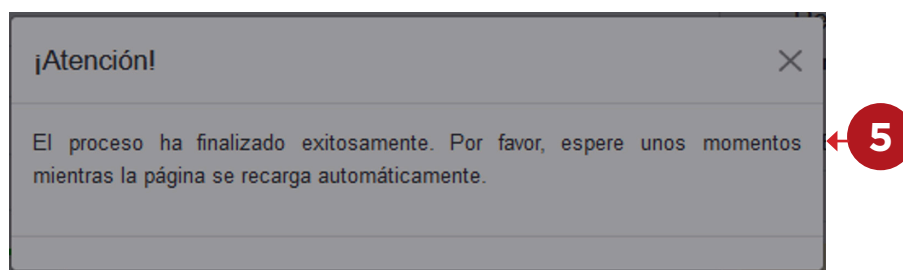 ¡Atención!
El proceso ha finalizado exitosamente. Por favor, espere unos momentos
mientras la página se recarga automáticamente.
5